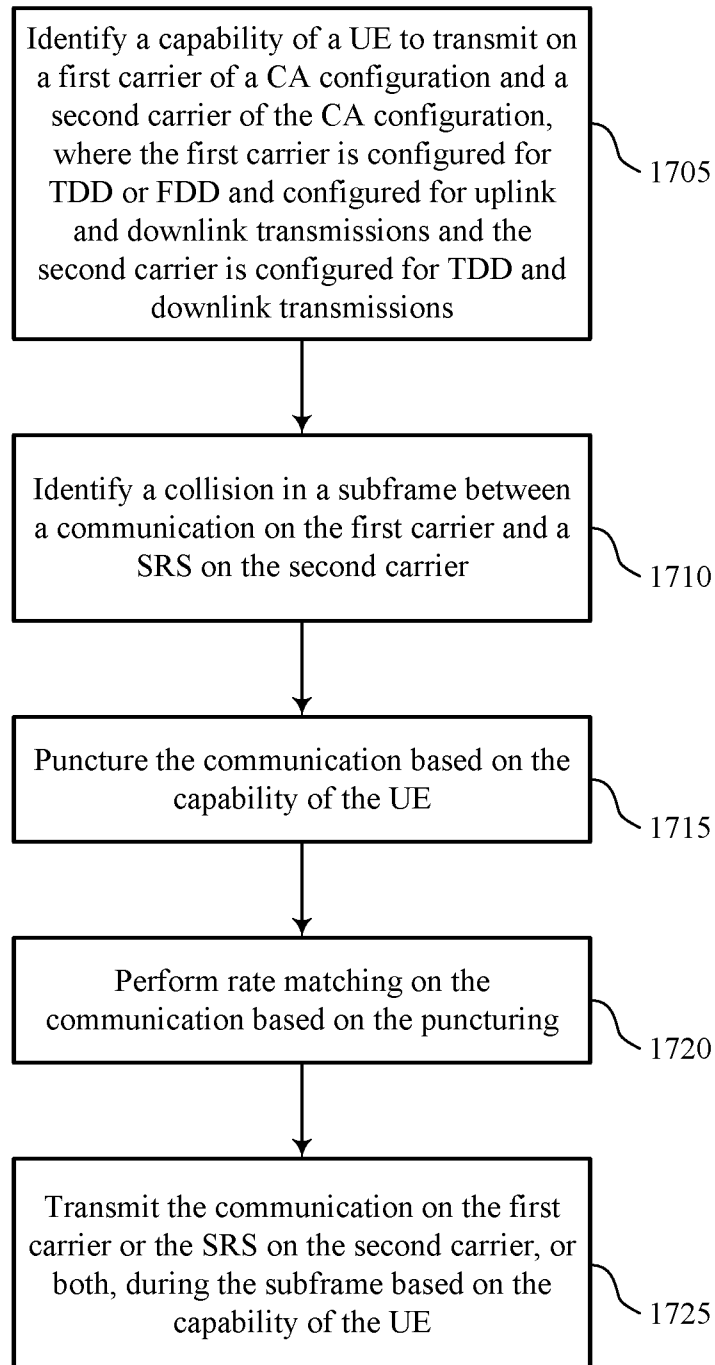 Identify a capability of a UE to transmit on
a first carrier of a CA configuration and a
second carrier of the CA configuration,
where the first carrier is configured for
TDD or FDD and configured for uplink
and downlink transmissions and the
second carrier is configured for TDD and
downlink transmissions
1705
Identify a collision in a subframe between
a communication on the first carrier and a
SRS on the second carrier
1710
Puncture the communication based on the
capability of the UE
1715
Perform rate matching on the
communication based on the puncturing
1720
Transmit the communication on the first
carrier or the SRS on the second carrier, or
both, during the subframe based on the
capability of the UE
1725